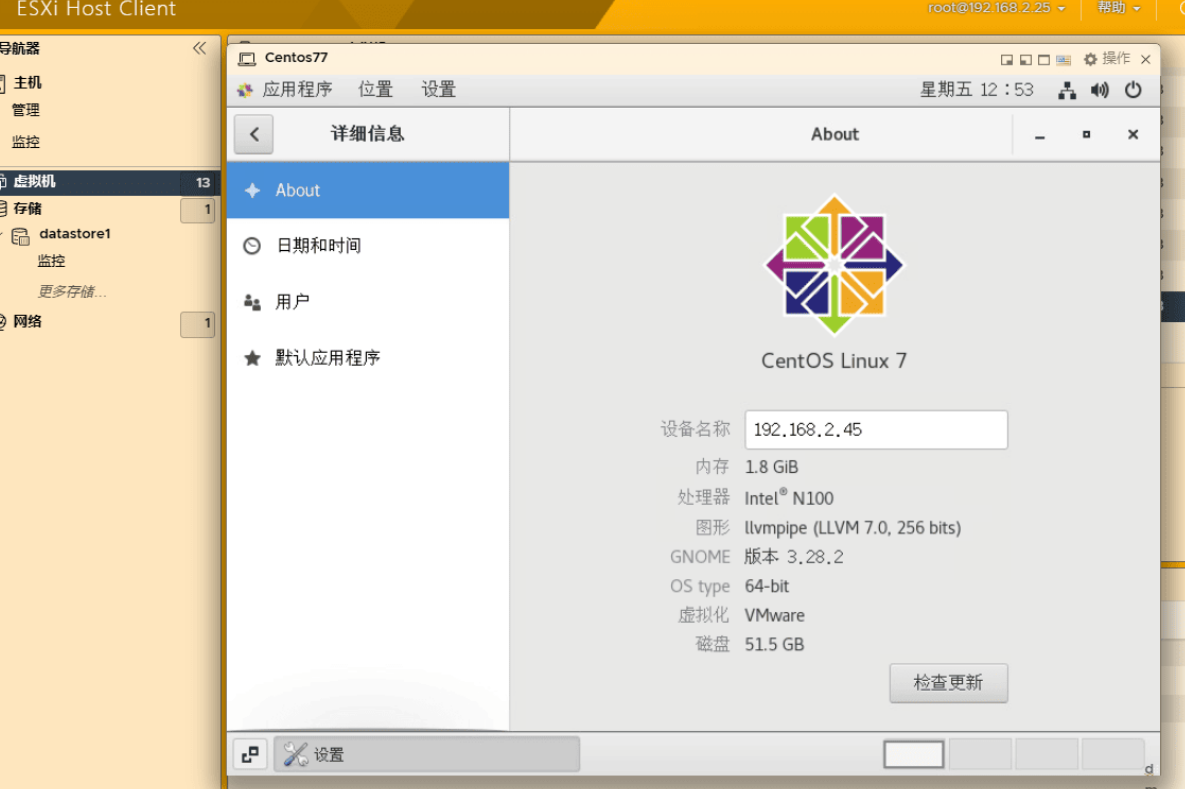 ESXi Host Client
root@192.168.2.25
帮助
导航器
主机
管理
监控
虚拟机 13
存储 1
datastore1
监控
更多存储...
网络 1
Centos77
操作
应用程序 位置 设置
星期五 12：53
详细信息
About
About
日期和时间
用户
默认应用程序
CentOS Linux 7
设备名称 192.168.2.45
内存 1.8 GiB
处理器 Intel® N100
图形 llvmpipe (LLVM 7.0, 256 bits)
GNOME 版本 3.28.2
OS type 64-bit
虚拟化 VMware
磁盘 51.5 GB
检查更新
设置